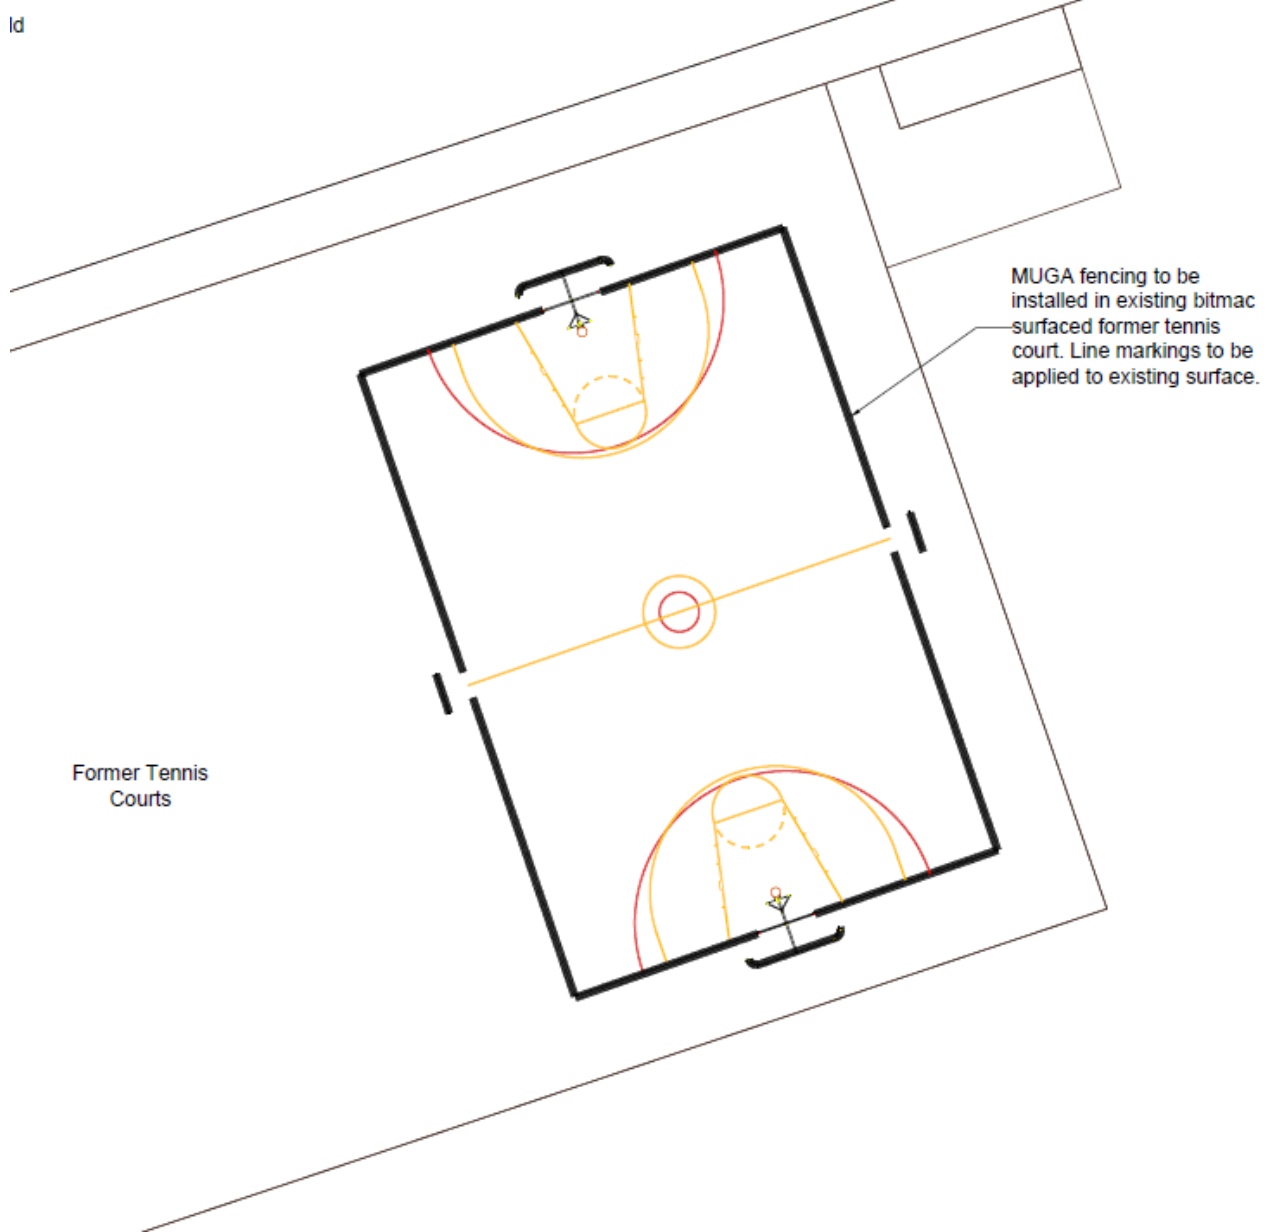 ld
MUGA fencing to be
installed in existing bitmac
surfaced former tennis
court. Line markings to be
applied to existing surface.
Former Tennis
Courts